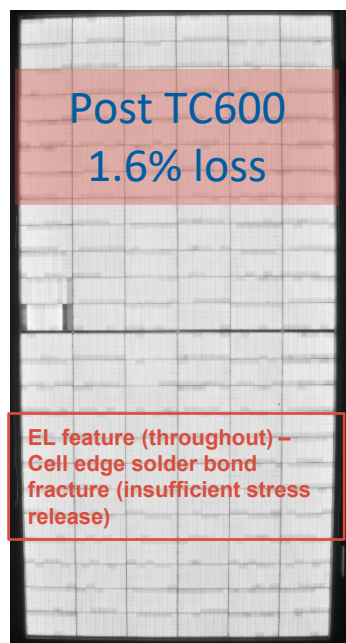 Post TC600
1.6% loss
EL feature (throughout) –
Cell edge solder bond
fracture (insufficient stress
release)